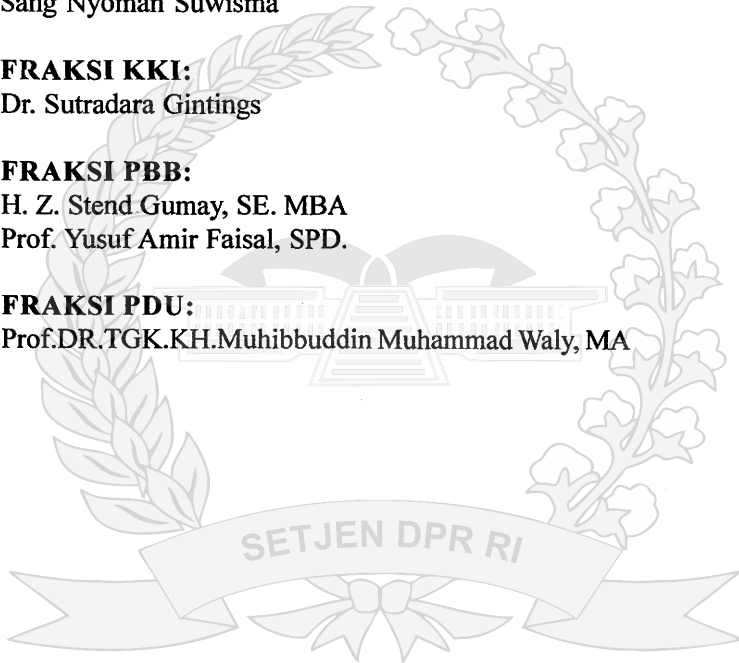 Sang Nyoman Suwisma
FRAKSI KKI:
Dr. Sutradara Gintings
FRAKSI PBB:
H. Z. Stend Gumay, SE. MBA
Prof. Yusuf Amir Faisal, SPD.
FRAKSI PDU:
Prof.DR.TGK.KH.Muhibbuddin Muhammad Waly, MA
SETJEN DPR RI